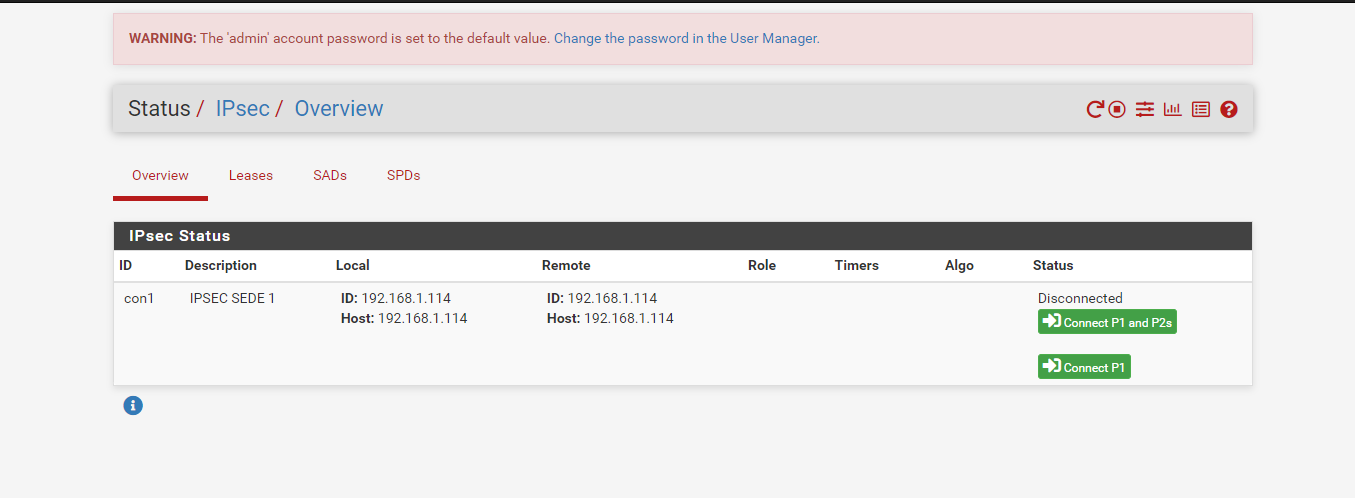 WARNING: The 'admin' account password is set to the default value. Change the password in the User Manager.
Status / IPsec / Overview
Overview Leases SADs SPDs
IPsec Status
ID Description Local Remote Role Timers Algo Status
con1 IPSEC SEDE 1 ID: 192.168.1.114 ID: 192.168.1.114 Disconnected
Host: 192.168.1.114 Host: 192.168.1.114 Connect P1 and P2s
Connect P1